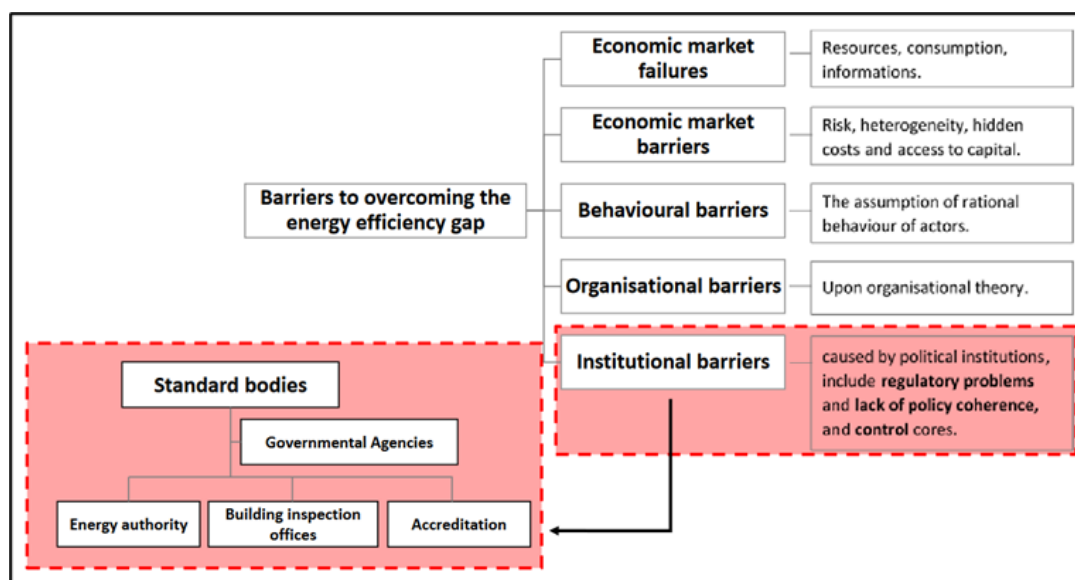 Economic market
failures
Resources, consumption,
informations.
Economic market
barriers
Risk, heterogeneity, hidden
costs and access to capital.
Barriers to overcoming the
energy efficiency gap
Behavioural barriers
The assumption of rational
behaviour of actors.
Organisational barriers
Upon organisational theory.
Institutional barriers
caused by political institutions,
include regulatory problems
and lack of policy coherence,
and control cores.
Standard bodies
Governmental Agencies
Energy authority
Building inspection
offices
Accreditation